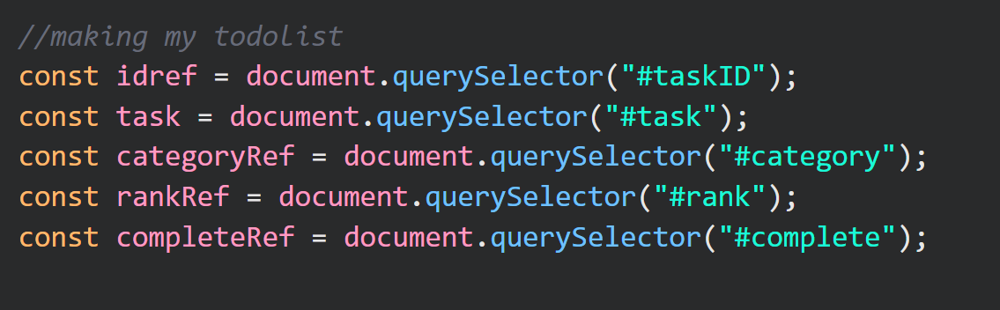 //making my todolist
const idref = document.querySelector("#taskID");
const task = document.querySelector("#task");
const categoryRef = document.querySelector("#category");
const rankRef = document.querySelector("#rank");
const completeRef = document.querySelector("#complete");